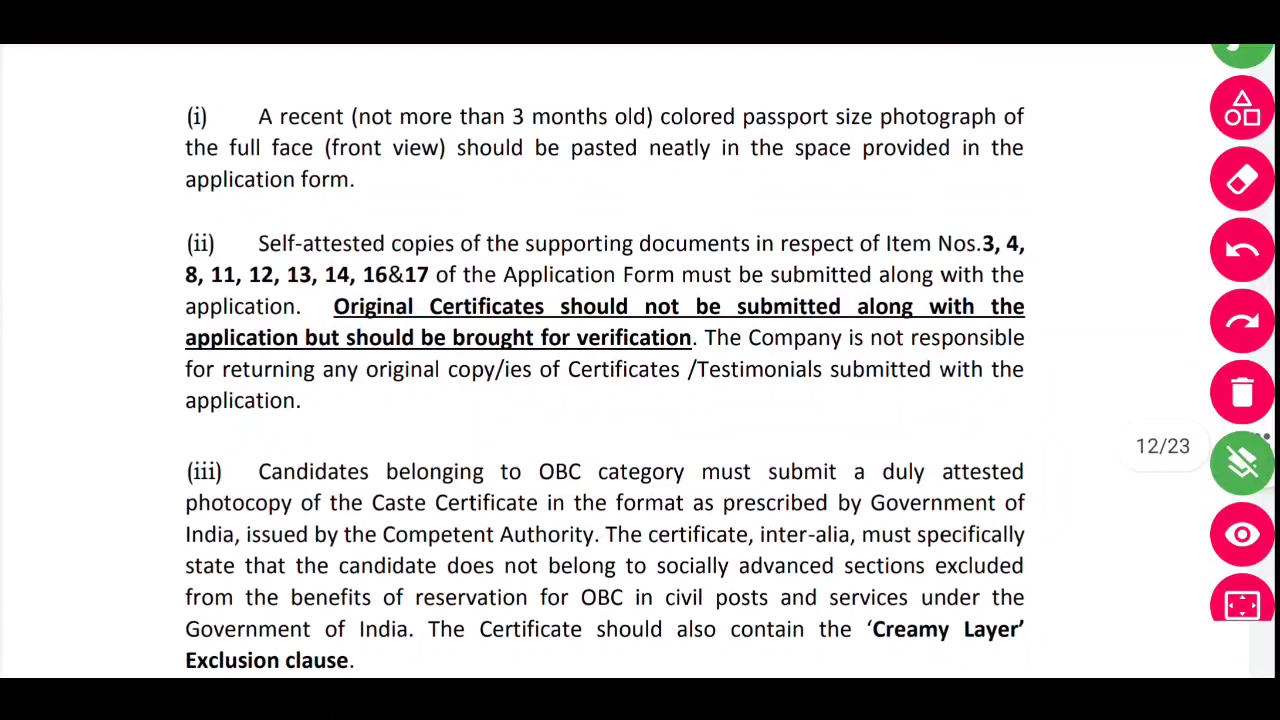 (i) A recent (not more than 3 months old) colored passport size photograph of
the full face (front view) should be pasted neatly in the space provided in the
application form.
(ii) Self-attested copies of the supporting documents in respect of Item Nos.3, 4,
8, 11, 12, 13, 14, 16&17 of the Application Form must be submitted along with the
application. Original Certificates should not be submitted along with the
application but should be brought for verification. The Company is not responsible
for returning any original copy/ies of Certificates /Testimonials submitted with the
application.
12/23
(iii) Candidates belonging to OBC category must submit a duly attested
photocopy of the Caste Certificate in the format as prescribed by Government of
India, issued by the Competent Authority. The certificate, inter-alia, must specifically
state that the candidate does not belong to socially advanced sections excluded
from the benefits of reservation for OBC in civil posts and services under the
Government of India. The Certificate should also contain the ‘Creamy Layer’
Exclusion clause.